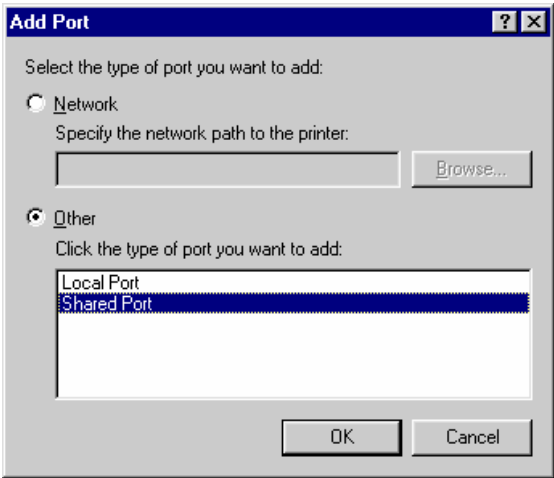 Add Port
Select the type of port you want to add:
Network
Specify the network path to the printer:
Browse...
Other
Click the type of port you want to add:
Local Port
Shared Port
OK
Cancel